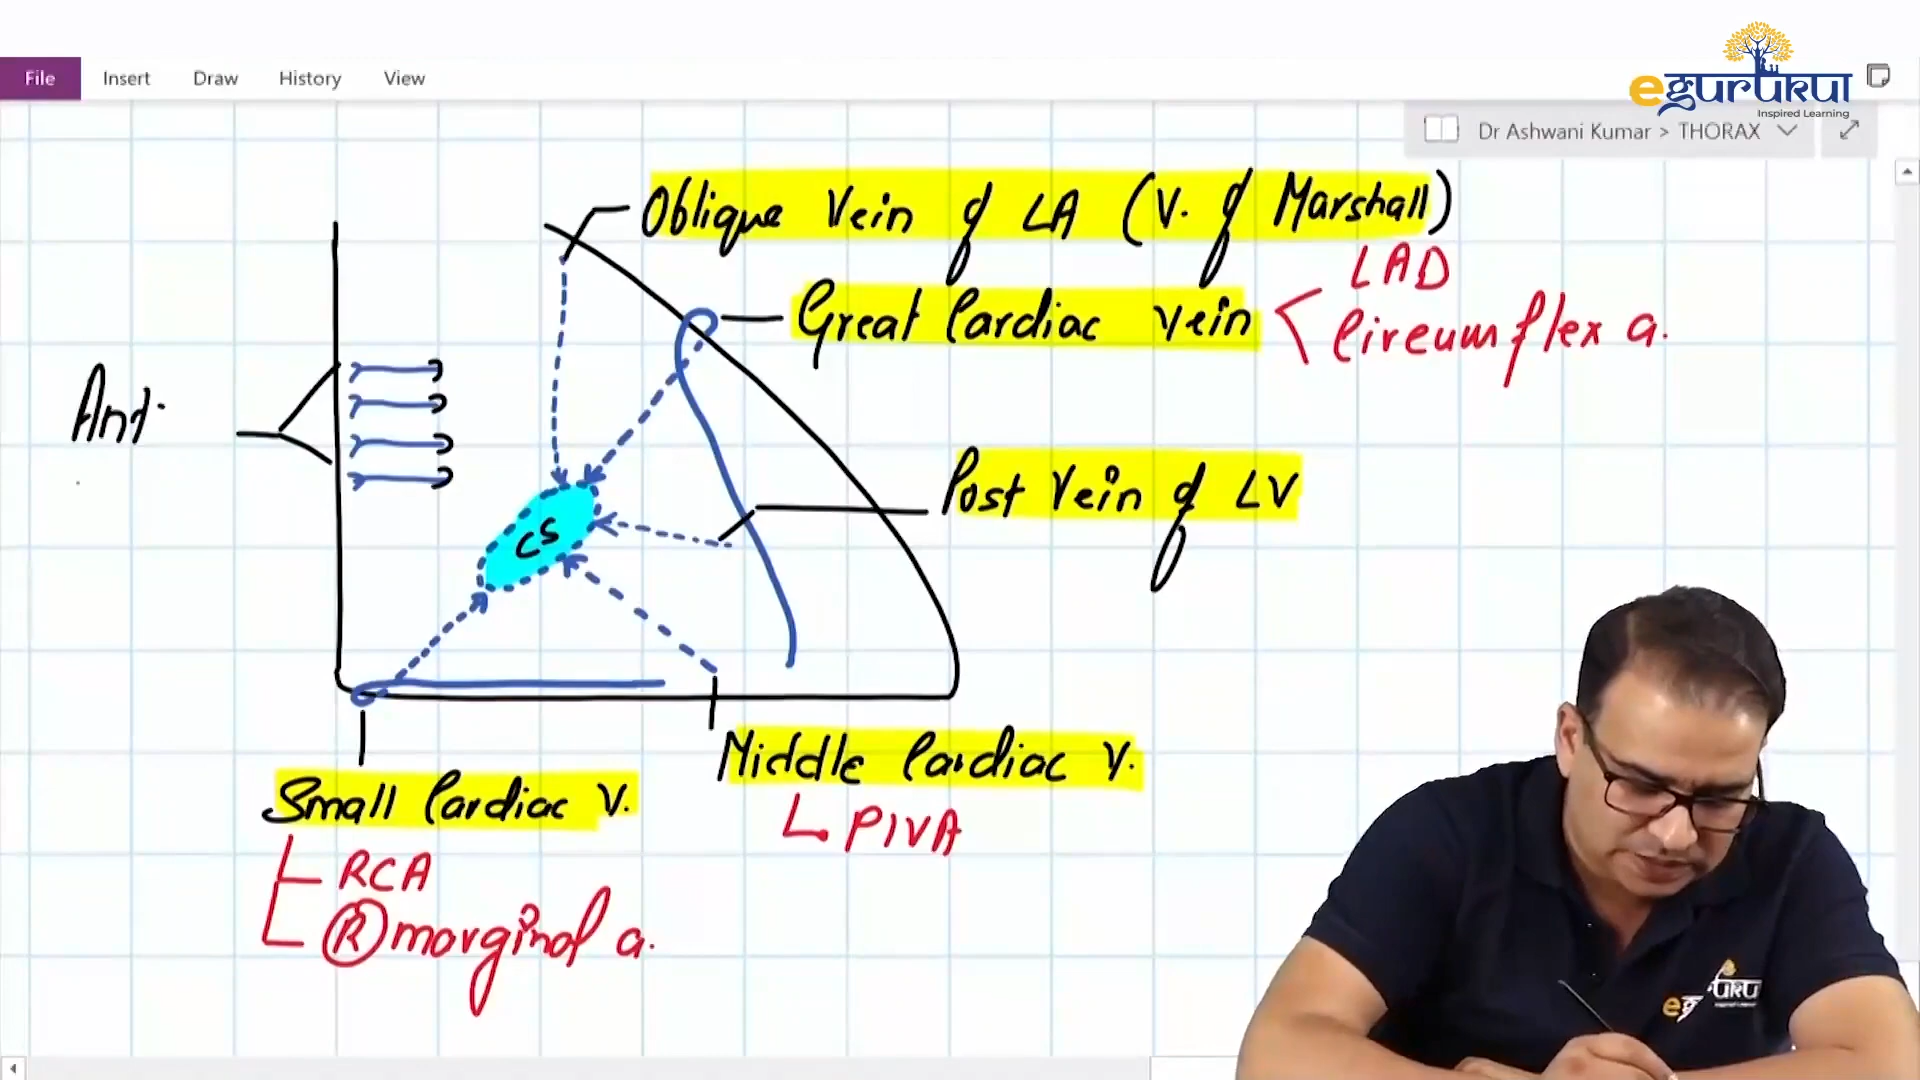 egurukul
Inspired Learning
File Insert Draw History View
Dr Ashwani Kumar > THORAX
Oblique Vein of LA (V. of Marshall)
LAD
Great Cardiac Vein
Circumflex a.
Ant.
Post Vein of LV
CS
Middle Cardiac V.
PIVA
Small Cardiac V.
RCA
R marginal a.